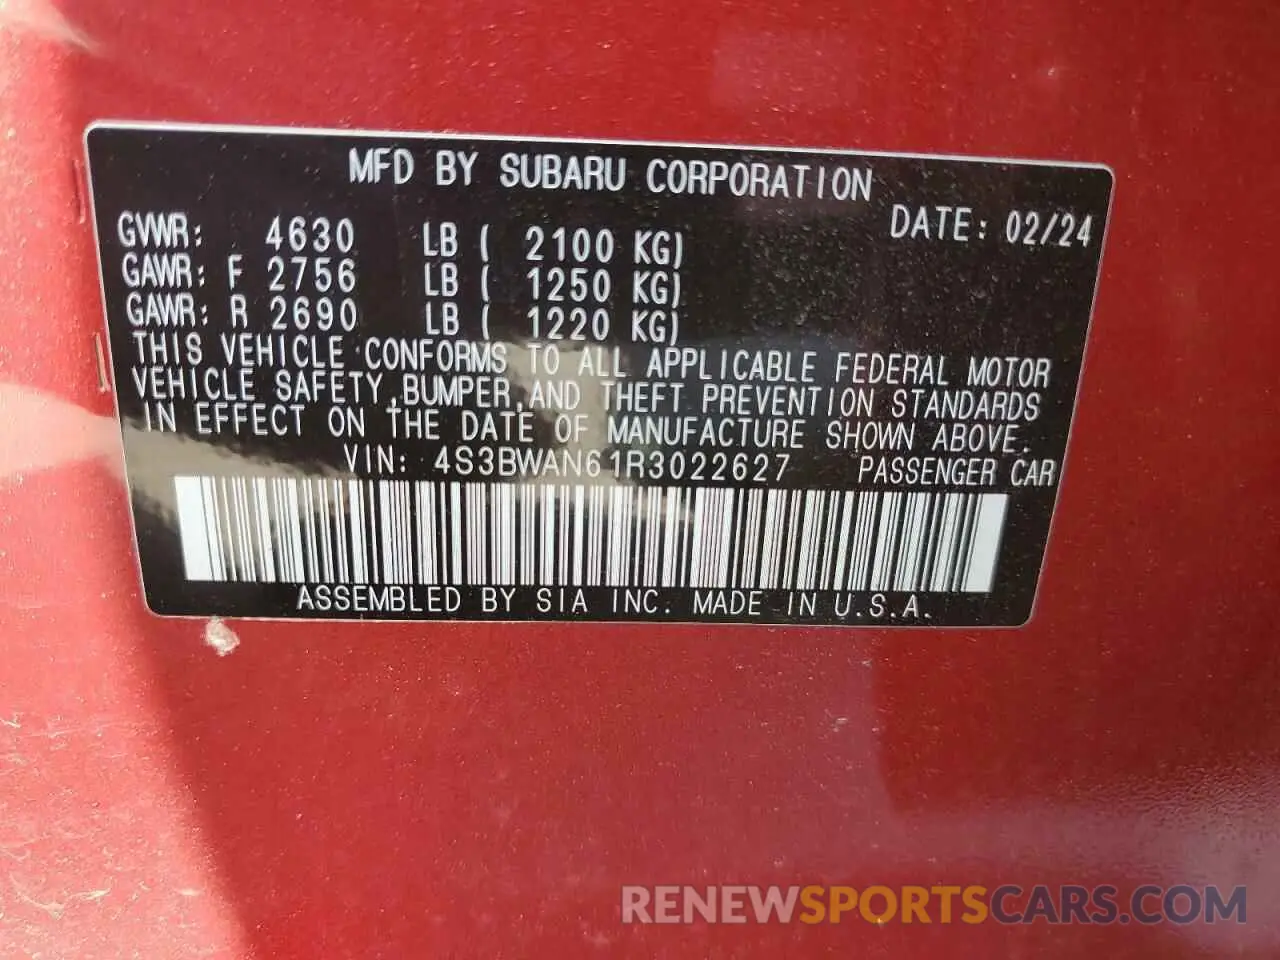 MFD BY SUBARU CORPORATION
DATE: 02/24
GVWR: 4630 LB ( 2100 KG)
GAWR: F 2756 LB ( 1250 KG)
GAWR: R 2690 LB ( 1220 KG)
THIS VEHICLE CONFORMS TO ALL APPLICABLE FEDERAL MOTOR
VEHICLE SAFETY,BUMPER,AND THEFT PREVENTION STANDARDS
IN EFFECT ON THE DATE OF MANUFACTURE SHOWN ABOVE.
VIN: 4S3BWAN61R3022627 PASSENGER CAR
ASSEMBLED BY SIA INC. MADE IN U.S.A.
RENEWSPORTSCARS.COM